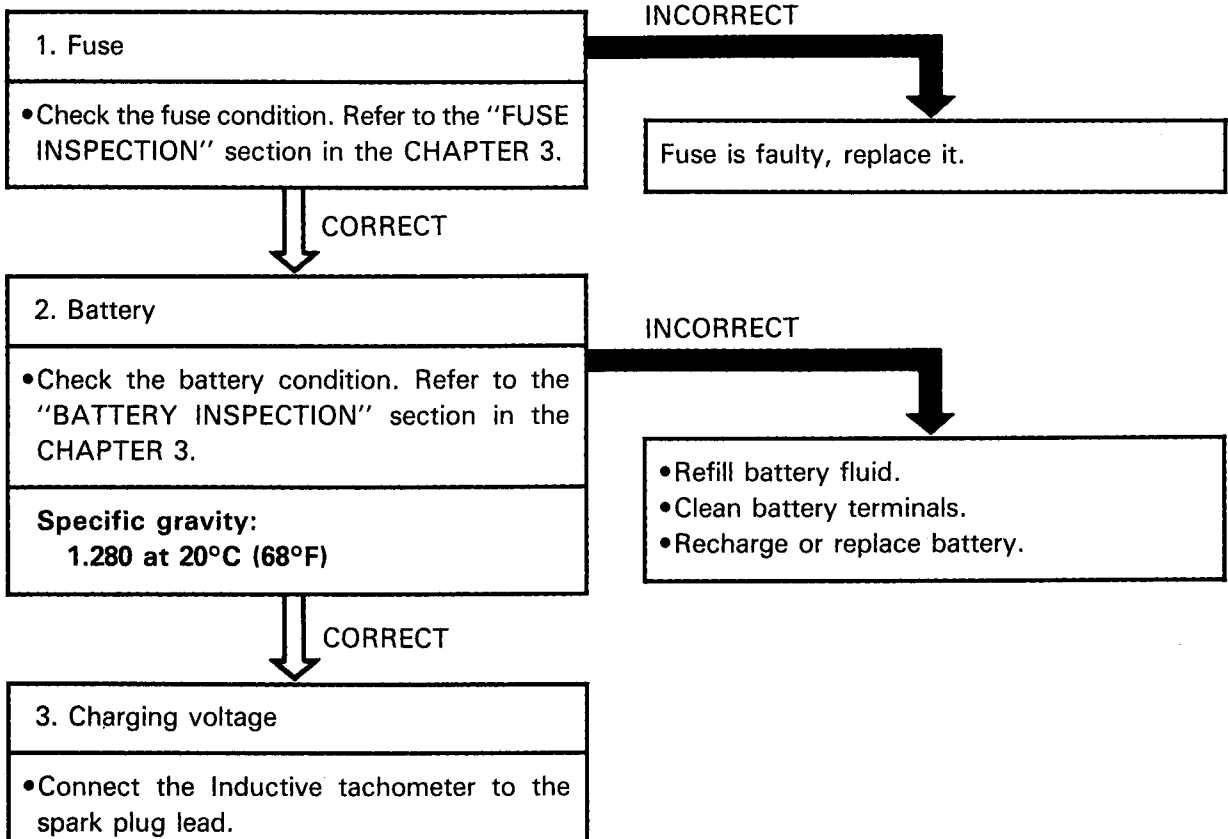 INCORRECT
1. Fuse
•Check the fuse condition. Refer to the "FUSE
INSPECTION" section in the CHAPTER 3.
Fuse is faulty, replace it.
CORRECT
2. Battery
INCORRECT
•Check the battery condition. Refer to the
"BATTERY INSPECTION" section in the
CHAPTER 3.
•Refill battery fluid.
•Clean battery terminals.
•Recharge or replace battery.
Specific gravity:
1.280 at 20°C (68°F)
CORRECT
3. Charging voltage
•Connect the Inductive tachometer to the
spark plug lead.